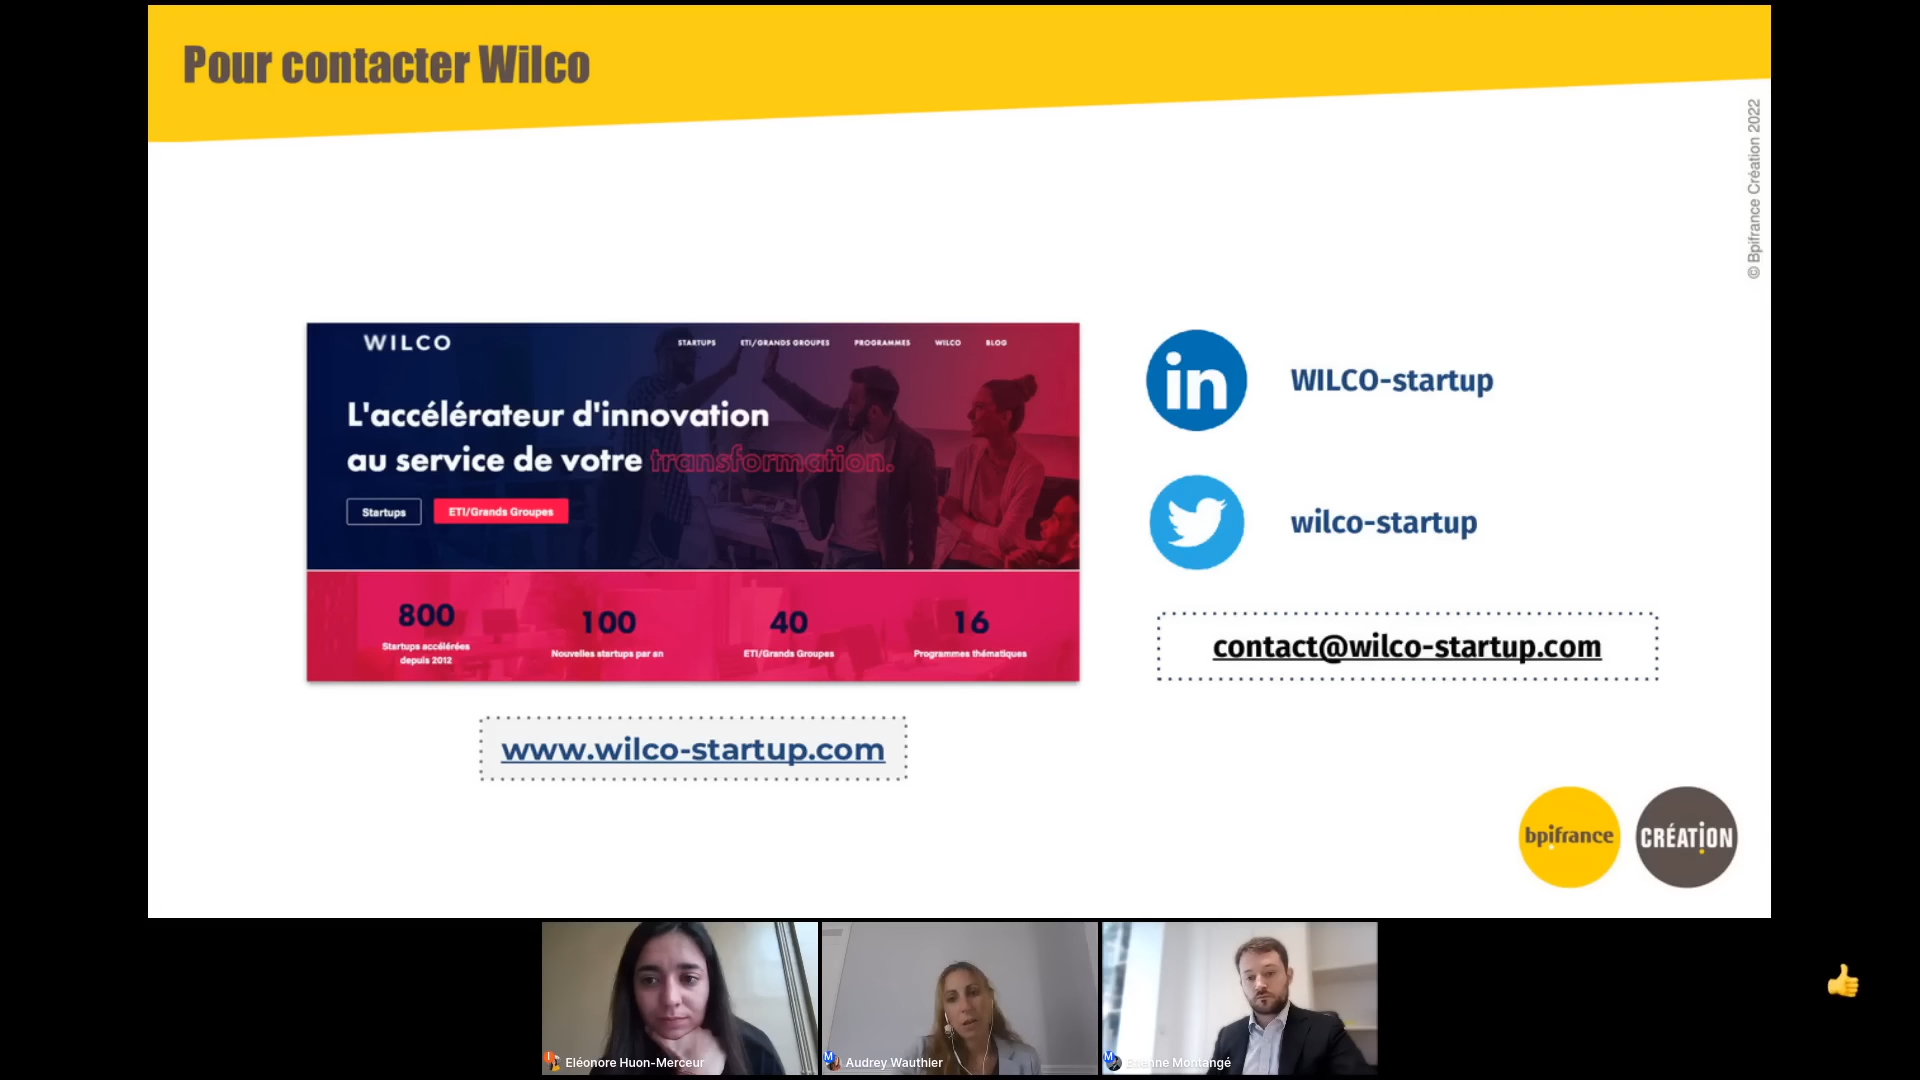 Pour contacter Wilco
© Bpifrance Création 2022
WILCO
STARTUPS ETI/GRANDS GROUPES PROGRAMMES WILCO BLOG
L'accélérateur d'innovation
au service de votre transformation.
Startups ETI/Grands Groupes
800
Startups accélérées
depuis 2012
100
Nouvelles startups par an
40
ETI/Grands Groupes
16
Programmes thématiques
www.wilco-startup.com
in
WILCO-startup
wilco-startup
contact@wilco-startup.com
bpifrance
CRÉATION
Eléonore Huon-Merceur
Audrey Wauthier
Montangé